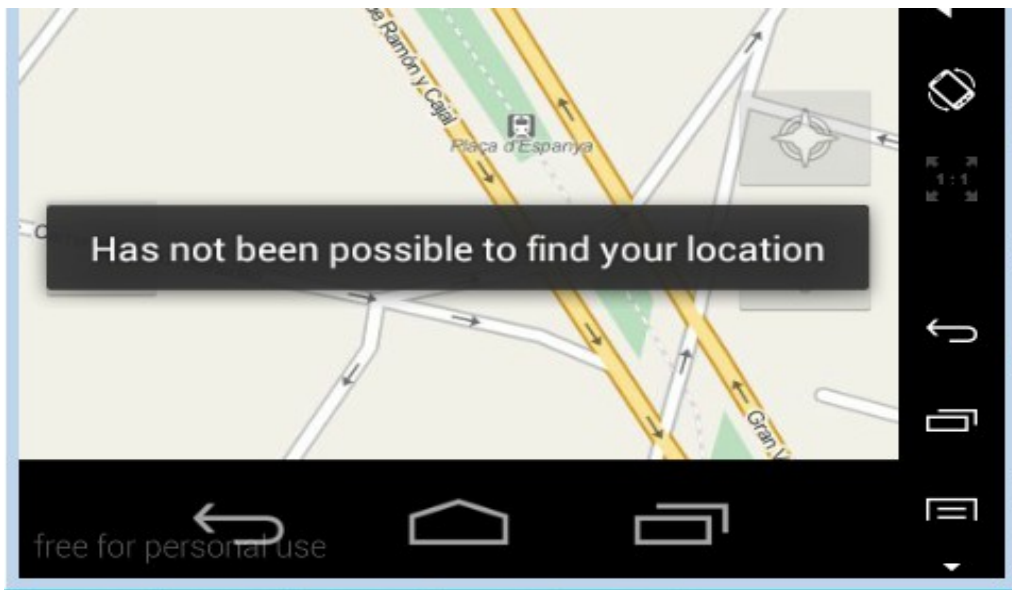 de Ramón y Cajal
Plaça d'Espanya
1:1
Has not been possible to find your location
Gran
free for personal use